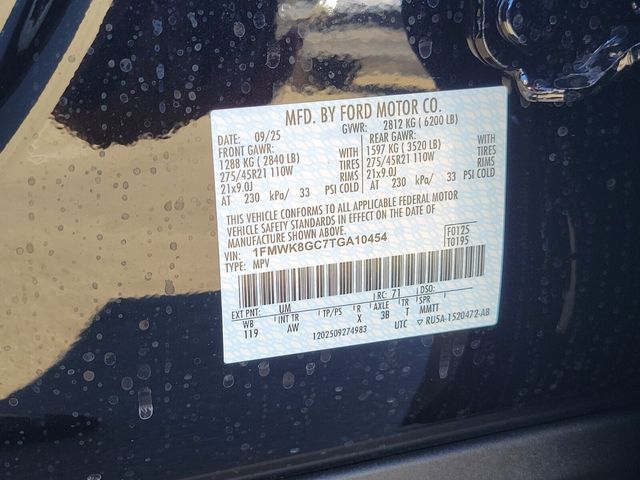 MFD. BY FORD MOTOR CO.
DATE: 09/25 GVWR: 2812 KG ( 6200 LB)
FRONT GAWR: REAR GAWR:
1288 KG ( 2840 LB) WITH 1597 KG ( 3520 LB) WITH
275/45R21 110W TIRES 275/45R21 110W TIRES
21x9.0J RIMS 21x9.0J RIMS
AT 230 kPa/ 33 PSI COLD AT 230 kPa/ 33 PSI COLD
THIS VEHICLE CONFORMS TO ALL APPLICABLE FEDERAL MOTOR
VEHICLE SAFETY STANDARDS IN EFFECT ON THE DATE OF
MANUFACTURE SHOWN ABOVE.
VIN: 1FMWK8GC7TGA10454 F0125
TYPE: MPV T0195
EXT PNT: UM RC: 71 DSO:
WB INT TR TP/PS R AXLE TR SPR
119 AW X 3B T MMTT
1202509274983 UTC RU5A-1520472-AB